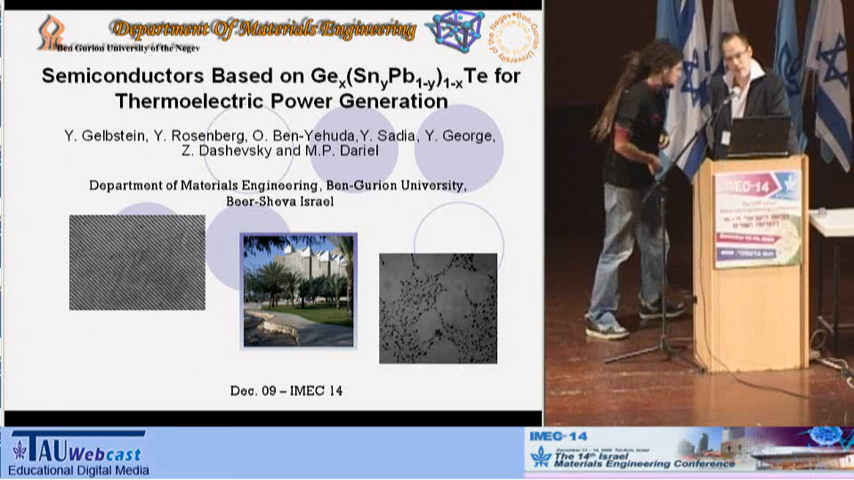 Department Of Materials Engineering
Ben Gurion University of the Negev
Semiconductors Based on Geₓ(SnᵧPb₁₋ᵧ)₁₋ₓTe for
Thermoelectric Power Generation
Y. Gelbstein, Y. Rosenberg, O. Ben-Yehuda,Y. Sadia, Y. George,
Z. Dashevsky and M.P. Dariel
Department of Materials Engineering, Ben-Gurion University,
Beer-Sheva Israel
Dec. 09 – IMEC 14
IMEC-14
TAU Webcast
Educational Digital Media
IMEC-14
The 14th Israel
Materials Engineering Conference